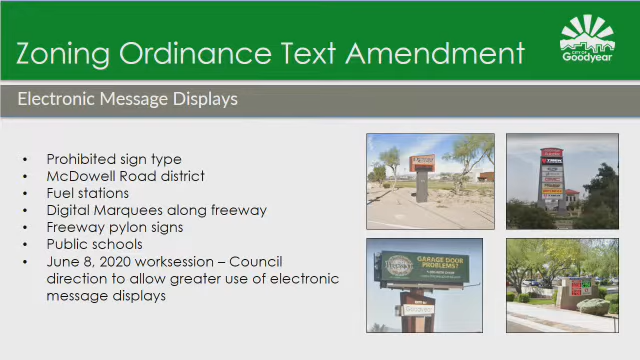 Zoning Ordinance Text Amendment
CITY OF
Goodyear
Electronic Message Displays
• Prohibited sign type
• McDowell Road district
• Fuel stations
• Digital Marquees along freeway
• Freeway pylon signs
• Public schools
• June 8, 2020 worksession – Council
direction to allow greater use of electronic
message displays
GARAGE DOOR
PROBLEMS?
Goodyear